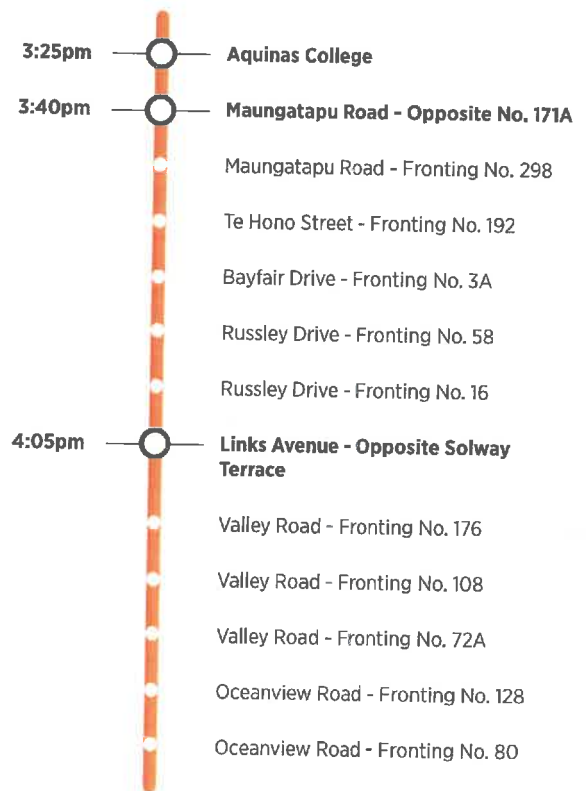 3:25pm Aquinas College
3:40pm Maungatapu Road - Opposite No. 171A
Maungatapu Road - Fronting No. 298
Te Hono Street - Fronting No. 192
Bayfair Drive - Fronting No. 3A
Russley Drive - Fronting No. 58
Russley Drive - Fronting No. 16
4:05pm Links Avenue - Opposite Solway
Terrace
Valley Road - Fronting No. 176
Valley Road - Fronting No. 108
Valley Road - Fronting No. 72A
Oceanview Road - Fronting No. 128
Oceanview Road - Fronting No. 80